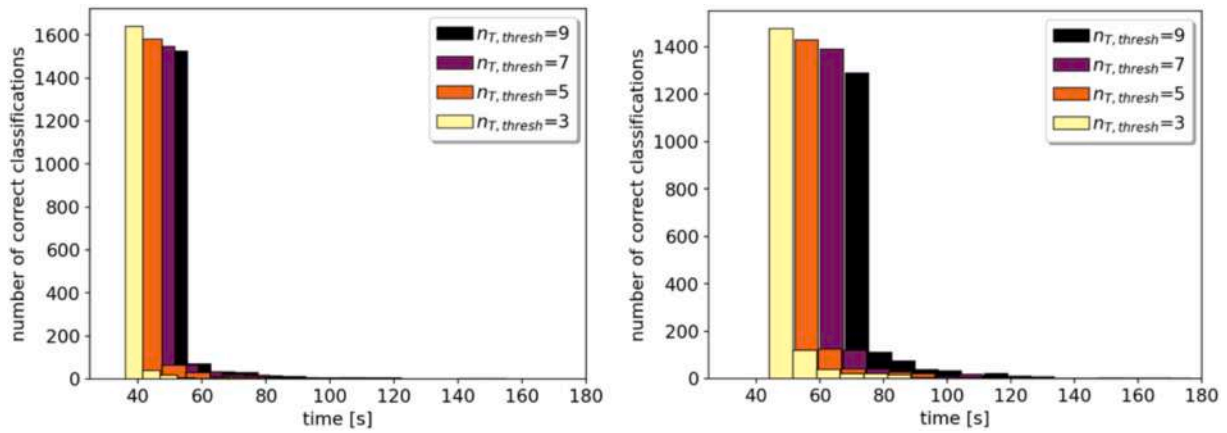 number of correct classifications
1600
1400
1200
1000
800
600
400
200
0
n_T, thresh=9
n_T, thresh=7
n_T, thresh=5
n_T, thresh=3
40 60 80 100 120 140 160 180
time [s]
number of correct classifications
1400
1200
1000
800
600
400
200
0
n_T, thresh=9
n_T, thresh=7
n_T, thresh=5
n_T, thresh=3
40 60 80 100 120 140 160 180
time [s]